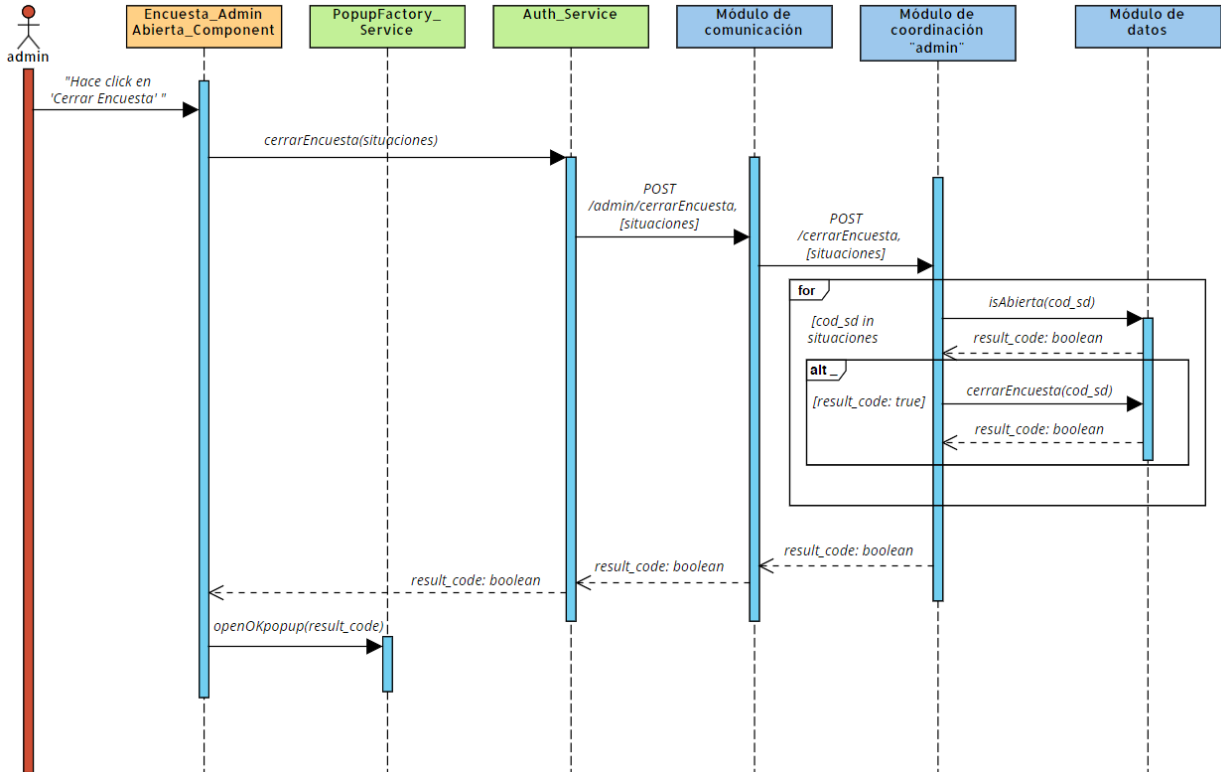 Encuesta_Admin
Abierta_Component
PopupFactory_
Service
Auth_Service
Módulo de
comunicación
Módulo de
coordinación
"admin"
Módulo de
datos
admin
"Hace click en
'Cerrar Encuesta' "
cerrarEncuesta(situaciones)
POST
/admin/cerrarEncuesta,
[situaciones]
POST
/cerrarEncuesta,
[situaciones]
for
[cod_sd in
situaciones
isAbierta(cod_sd)
result_code: boolean
alt _
[result_code: true]
cerrarEncuesta(cod_sd)
result_code: boolean
result_code: boolean
result_code: boolean
result_code: boolean
openOKpopup(result_code)